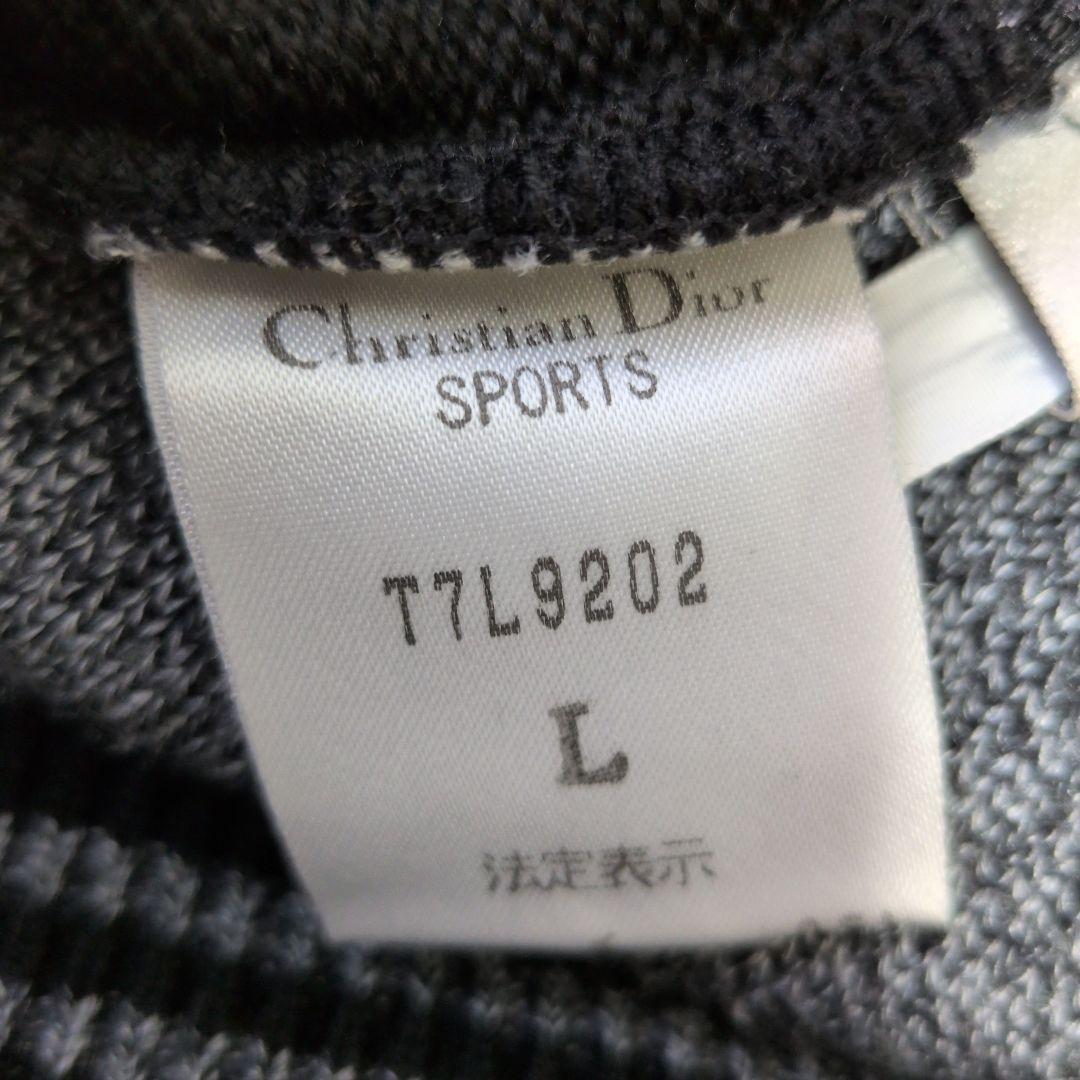 Christian Dior
SPORTS
T7L9202
L
法定表示